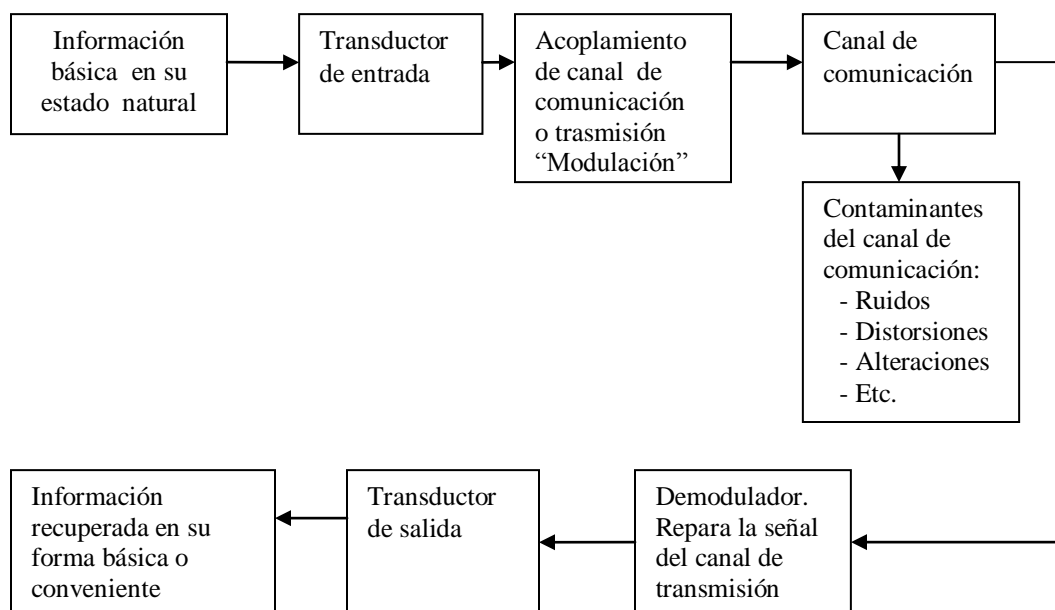 Información
básica en su
estado natural
Transductor
de entrada
Acoplamiento
de canal de
comunicación
o trasmisión
“Modulación”
Canal de
comunicación
Contaminantes
del canal de
comunicación:
- Ruidos
- Distorsiones
- Alteraciones
- Etc.
Información
recuperada en su
forma básica o
conveniente
Transductor
de salida
Demodulador.
Repara la señal
del canal de
transmisión